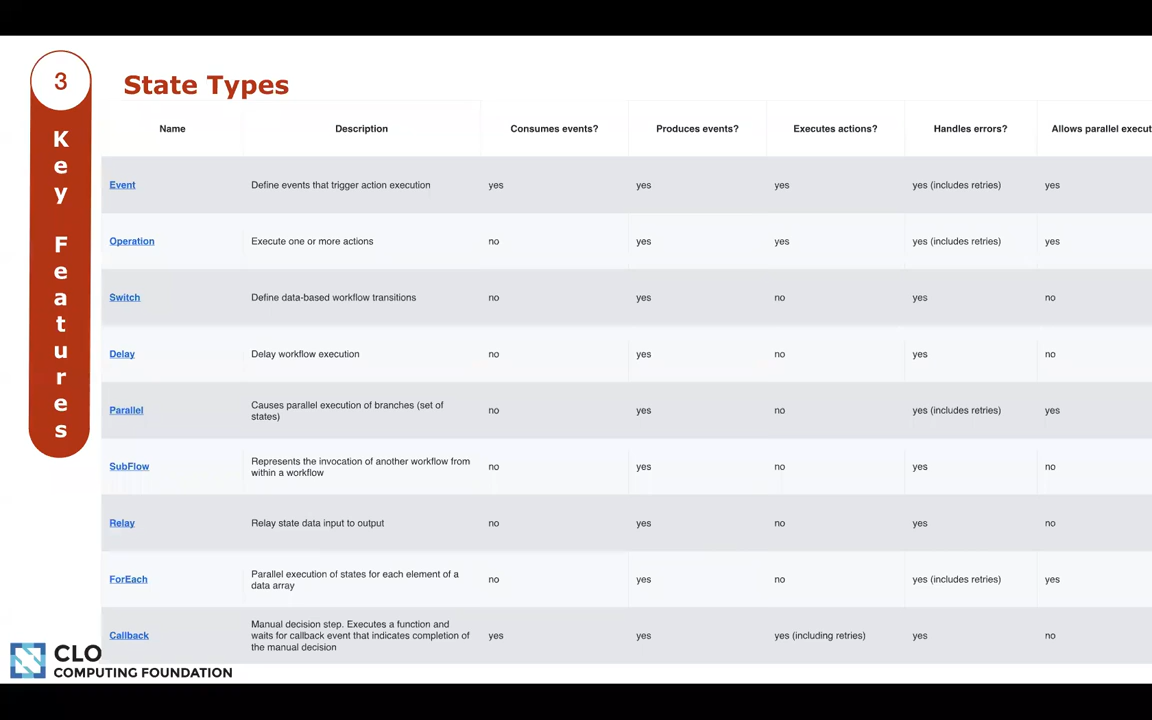 3
Key Features
State Types
Name Description Consumes events? Produces events? Executes actions? Handles errors? Allows parallel execut
Event Define events that trigger action execution yes yes yes yes (includes retries) yes
Operation Execute one or more actions no yes yes yes (includes retries) yes
Switch Define data-based workflow transitions no yes no yes no
Delay Delay workflow execution no yes no yes no
Parallel Causes parallel execution of branches (set of
states) no yes no yes (includes retries) yes
SubFlow Represents the invocation of another workflow from
within a workflow no yes no yes no
Relay Relay state data input to output no yes no yes no
ForEach Parallel execution of states for each element of a
data array no yes no yes (includes retries) yes
Callback Manual decision step. Executes a function and
waits for callback event that indicates completion of
the manual decision yes yes yes (including retries) yes no
CLO
COMPUTING FOUNDATION